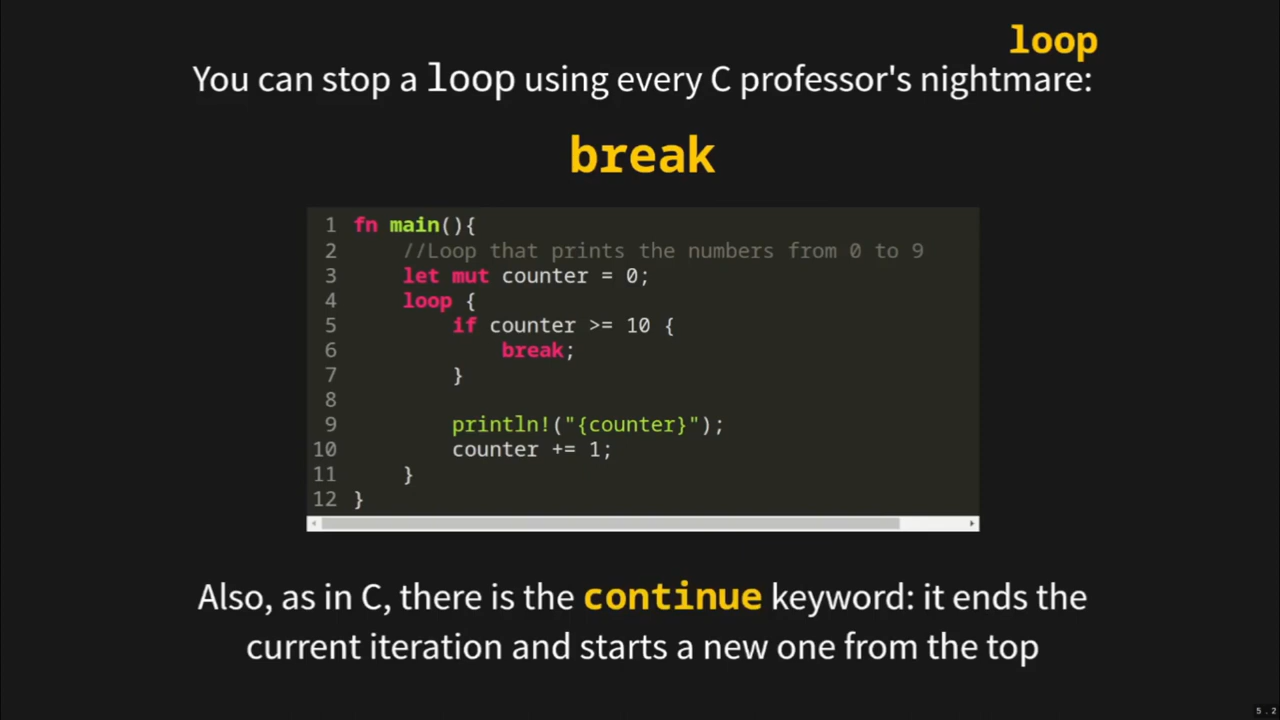 loop
You can stop a loop using every C professor's nightmare:
break
1 fn main(){
2     //Loop that prints the numbers from 0 to 9
3     let mut counter = 0;
4     loop {
5         if counter >= 10 {
6             break;
7         }
8
9         println!("{counter}");
10         counter += 1;
11     }
12 }
Also, as in C, there is the continue keyword: it ends the
current iteration and starts a new one from the top
5.2